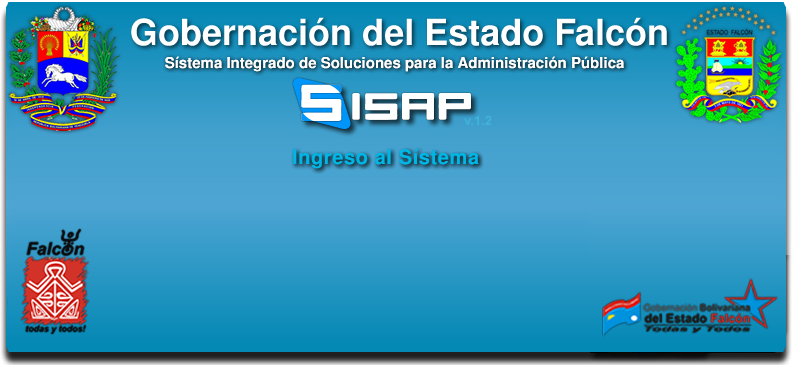 Gobernación del Estado Falcón
Sístema Integrado de Soluciones para la Administración Pública
ESTADO FALCÓN
SISAP
v.1.2
Ingreso al Sistema
Falcón
todas y todos!
Gobernación Bolivariana
del Estado Falcón
Todas y Todos